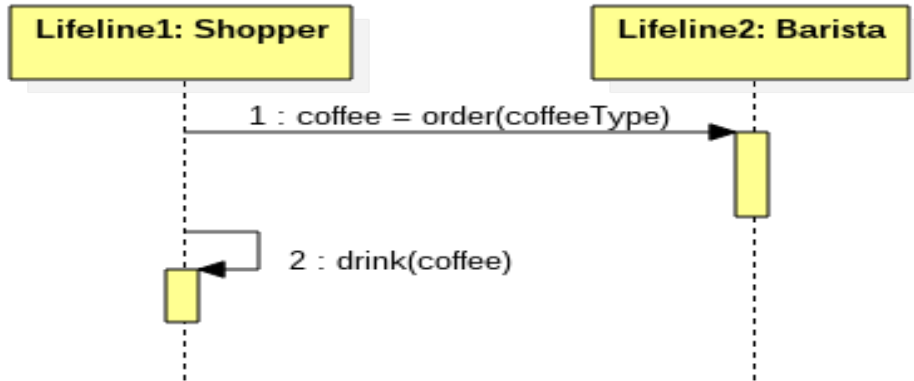 Lifeline1: Shopper
Lifeline2: Barista
1 : coffee = order(coffeeType)
2 : drink(coffee)